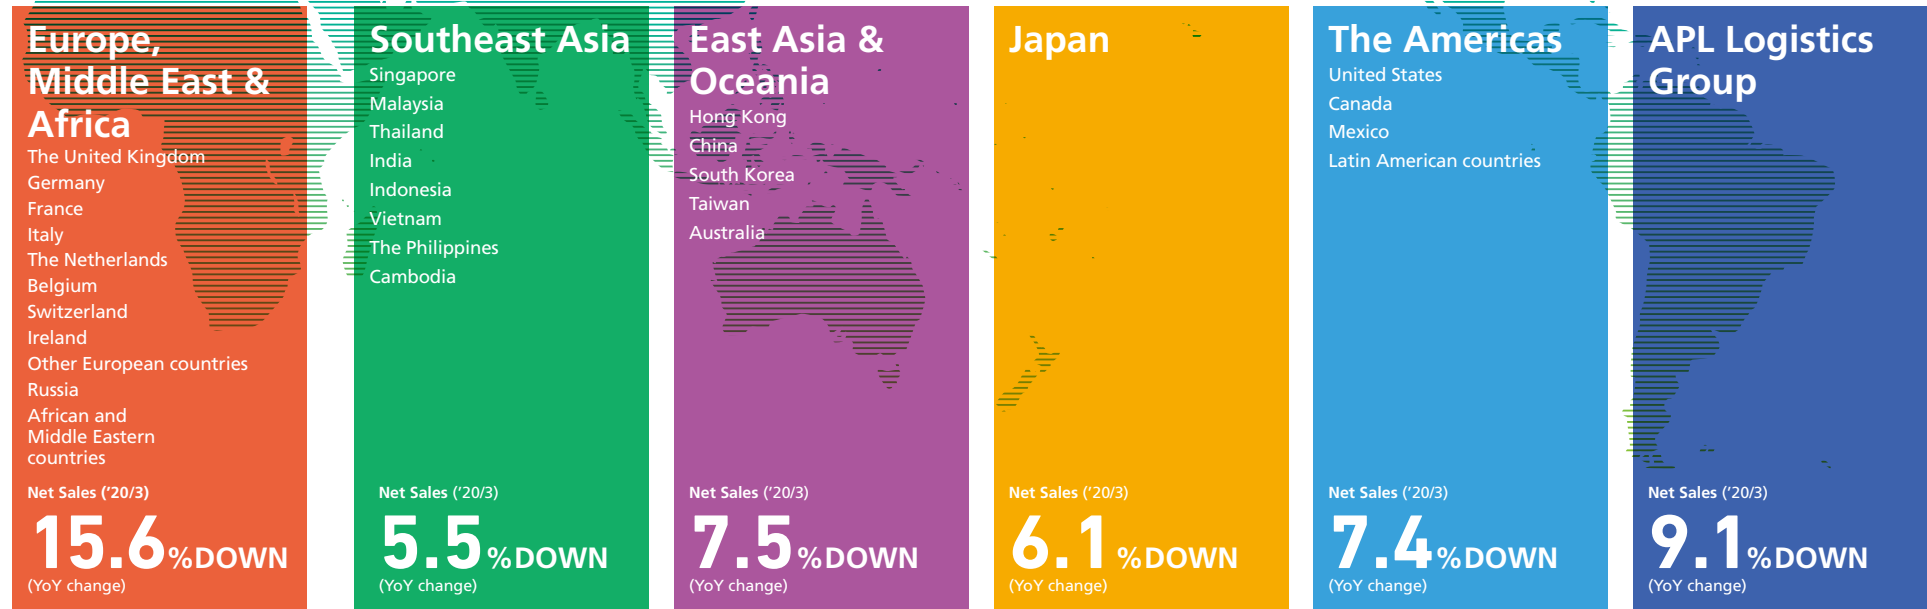 Europe,
Middle East &
Africa
The United Kingdom
Germany
France
Italy
The Netherlands
Belgium
Switzerland
Ireland
Other European countries
Russia
African and
Middle Eastern
countries
Net Sales (’20/3)
15.6%DOWN
(YoY change)
Southeast Asia
Singapore
Malaysia
Thailand
India
Indonesia
Vietnam
The Philippines
Cambodia
Net Sales (’20/3)
5.5%DOWN
(YoY change)
East Asia &
Oceania
Hong Kong
China
South Korea
Taiwan
Australia
Net Sales (’20/3)
7.5%DOWN
(YoY change)
Japan
Net Sales (’20/3)
6.1%DOWN
(YoY change)
The Americas
United States
Canada
Mexico
Latin American countries
Net Sales (’20/3)
7.4%DOWN
(YoY change)
APL Logistics
Group
Net Sales (’20/3)
9.1%DOWN
(YoY change)